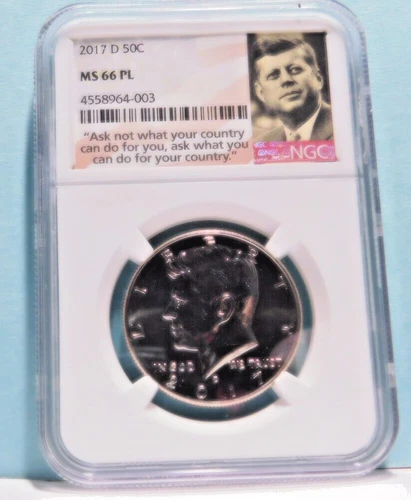 2017 D 50C
MS 66 PL
4558964-003
"Ask not what your country
can do for you, ask what you
can do for your country."
NGC
LIBERTY
IN GOD WE TRUST
D
2017